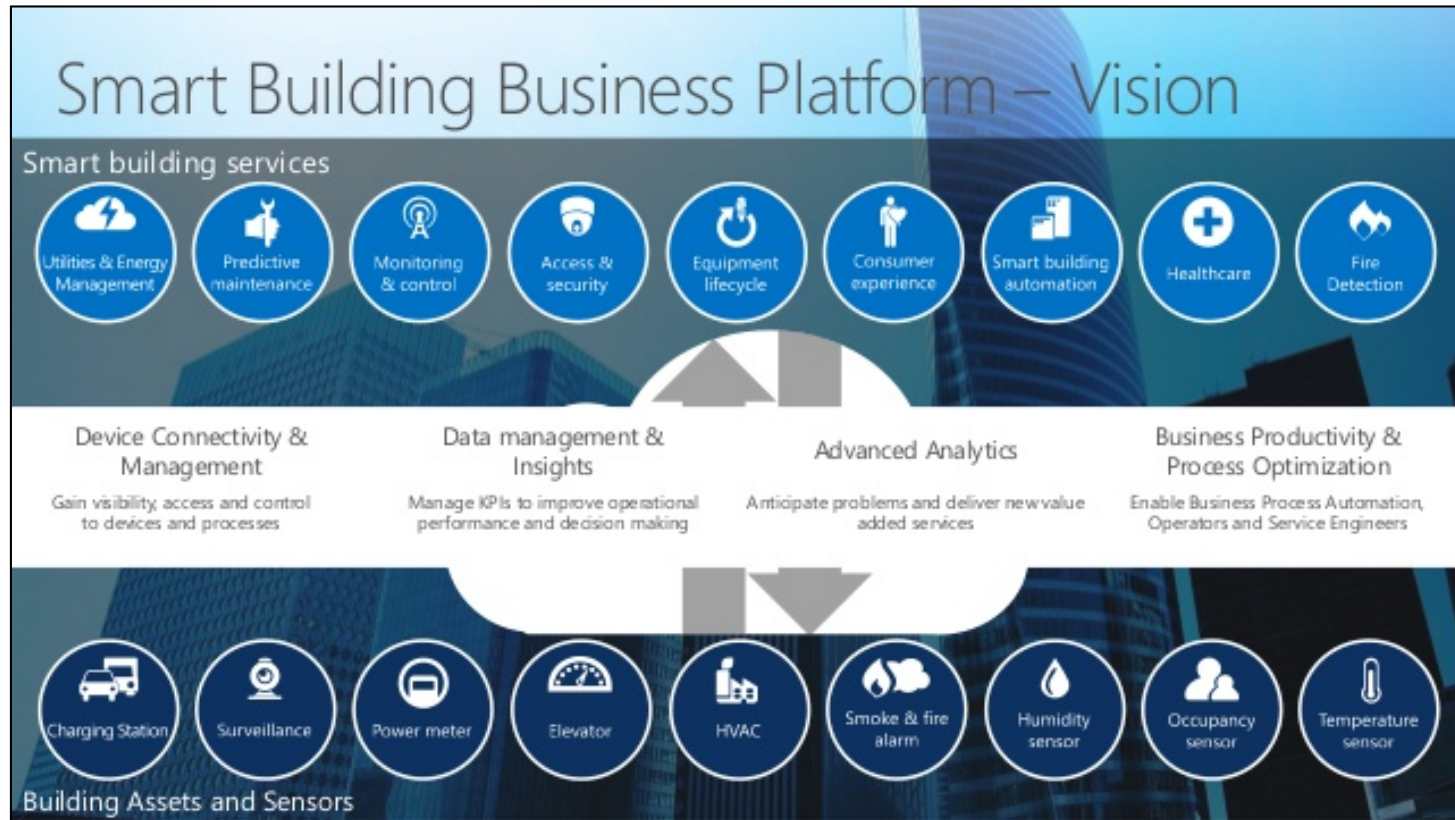 Smart Building Business Platform – Vision
Smart building services
Utilities & Energy
Management
Predictive
maintenance
Monitoring
& control
Access &
security
Equipment
lifecycle
Consumer
experience
Smart building
automation
Healthcare
Fire
Detection
Device Connectivity &
Management
Gain visibility, access and control
to devices and processes
Data management &
Insights
Manage KPIs to improve operational
performance and decision making
Advanced Analytics
Anticipate problems and deliver new value
added services
Business Productivity &
Process Optimization
Enable Business Process Automation,
Operators and Service Engineers
Charging Station
Surveillance
Power meter
Elevator
HVAC
Smoke & fire
alarm
Humidity
sensor
Occupancy
sensor
Temperature
sensor
Building Assets and Sensors